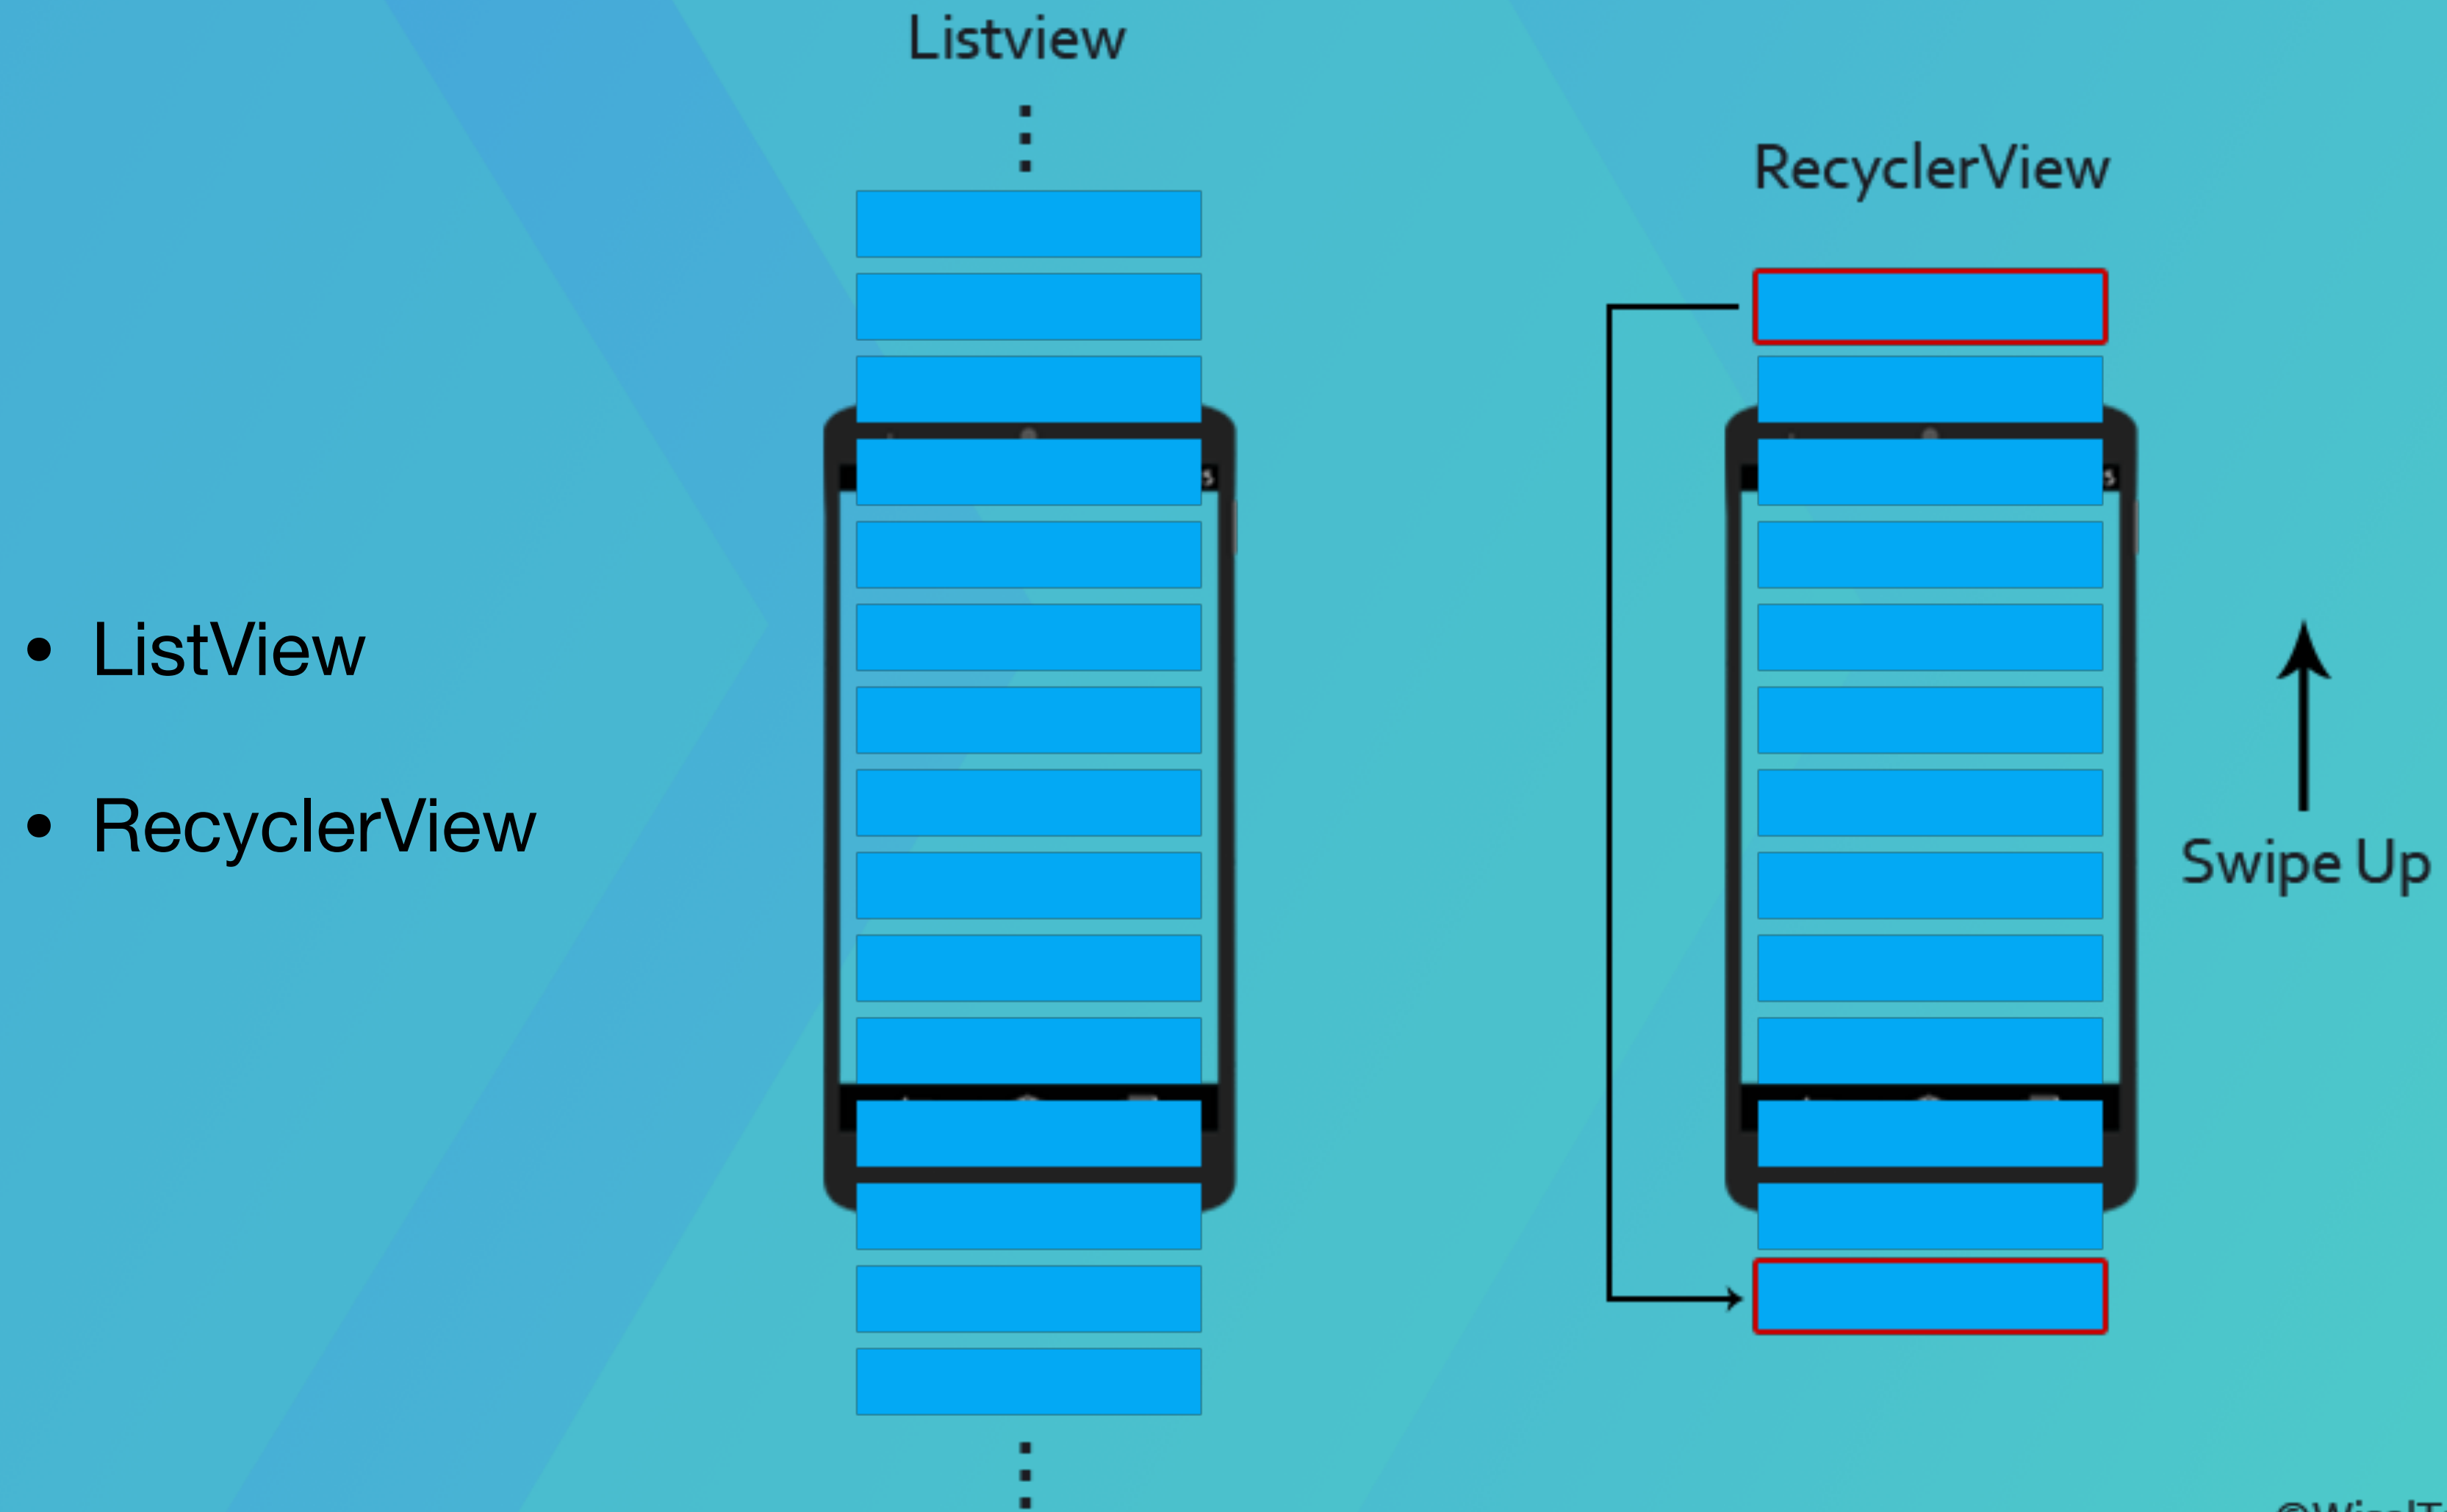 Listview
RecyclerView
• ListView
• RecyclerView
Swipe Up